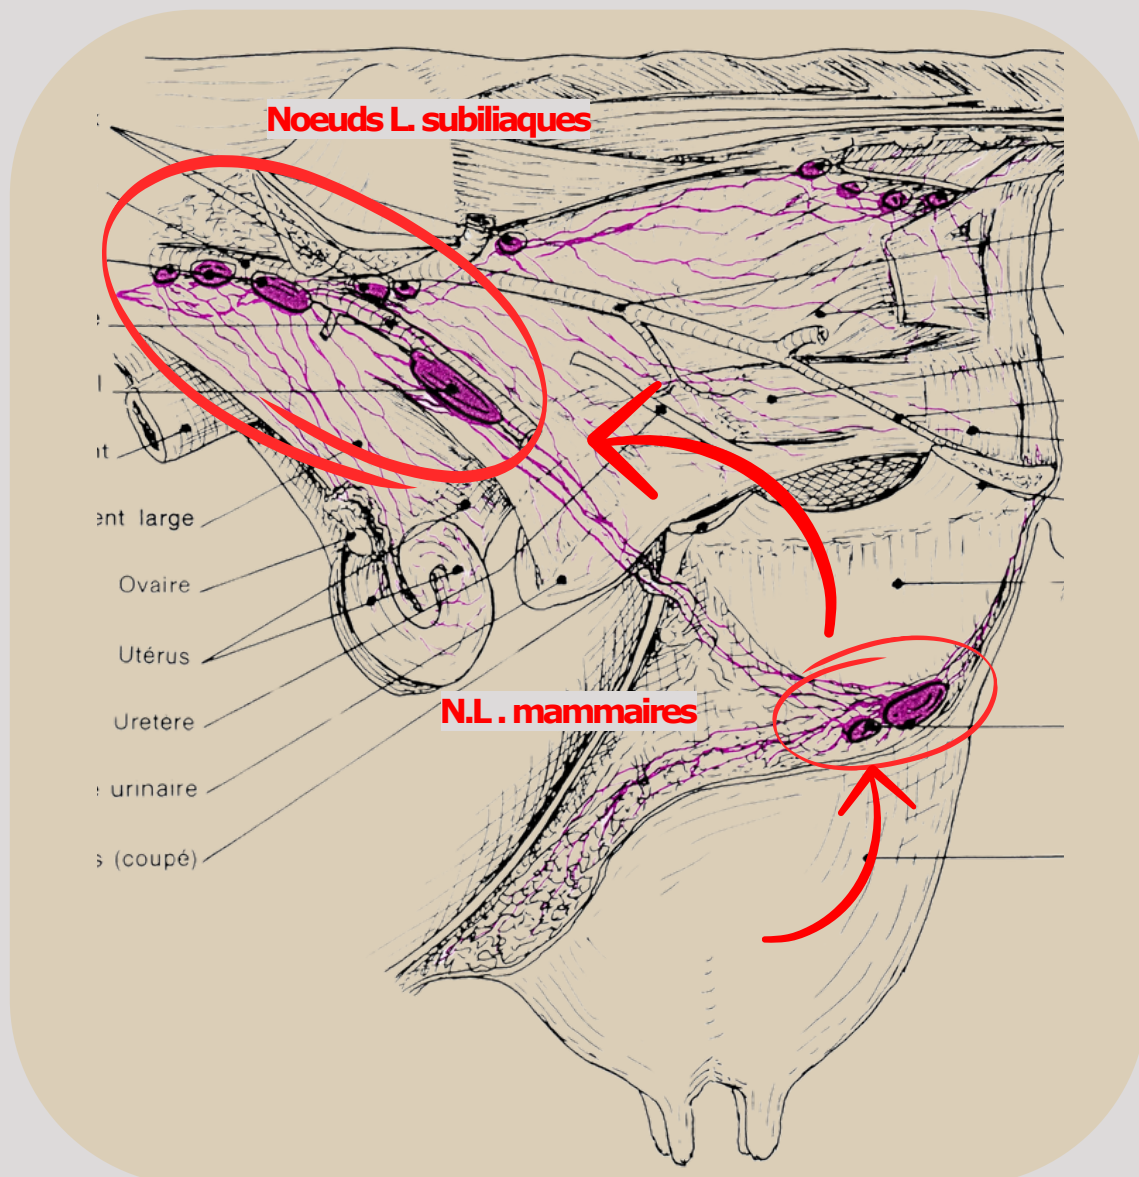 Noeuds L. subiliaques
ent large
Ovaire
Utérus
N.L. mammaires
Uretère
urinaire
(coupé)